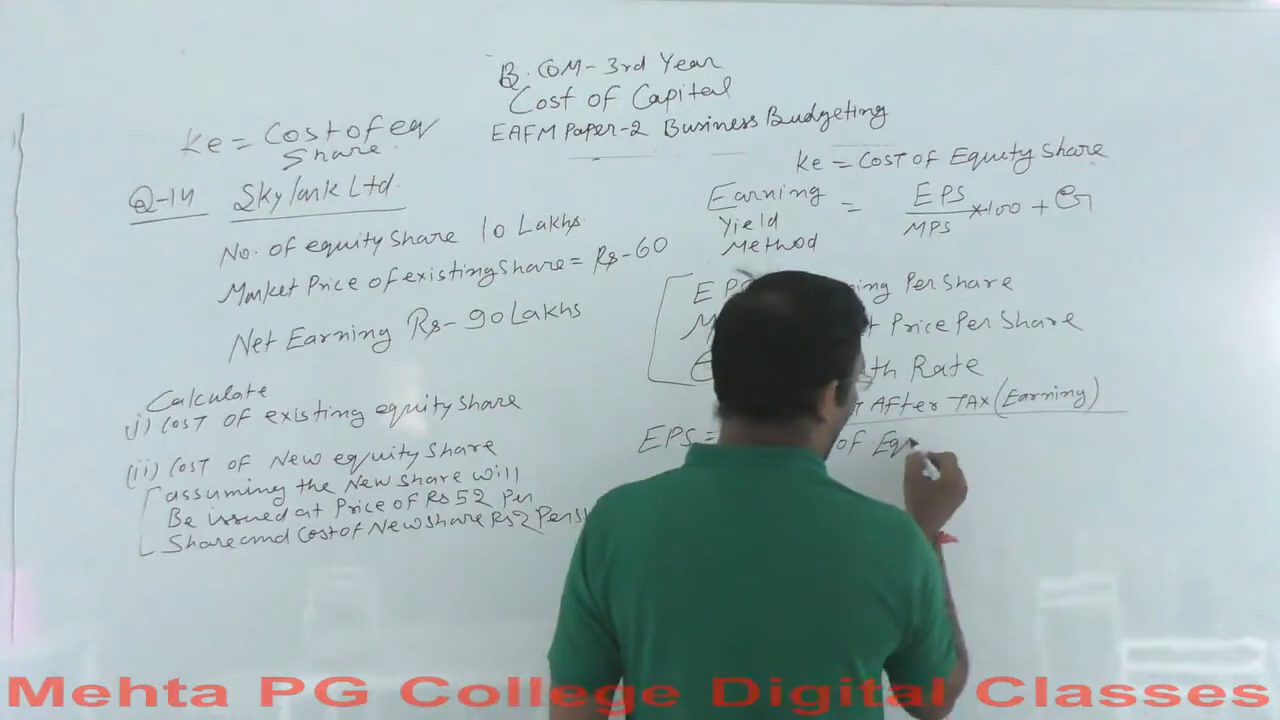 B. COM - 3rd Year
Cost of Capital
EAFM Paper-2 Business Budgeting
Ke = Cost of eq
Share.
Q-14 Skylank Ltd.
No. of equity Share 10 Lakhs.
Market Price of existing Share = Rs-60
Net Earning Rs-90 Lakhs
Calculate
(i) Cost of existing equity Share
(ii) Cost of New equity Share
assuming the New Share will
Be issued at Price of Rs 52 Per
Share and Cost of New share Rs 2 Per
Ke = Cost of Equity Share
Earning Yield Method = EPS/MPS × 100 + G
EP Per Share
M Price Per Share
Rate
After TAX (Earning)
EPS = of Equ
Mehta PG College Digital Classes